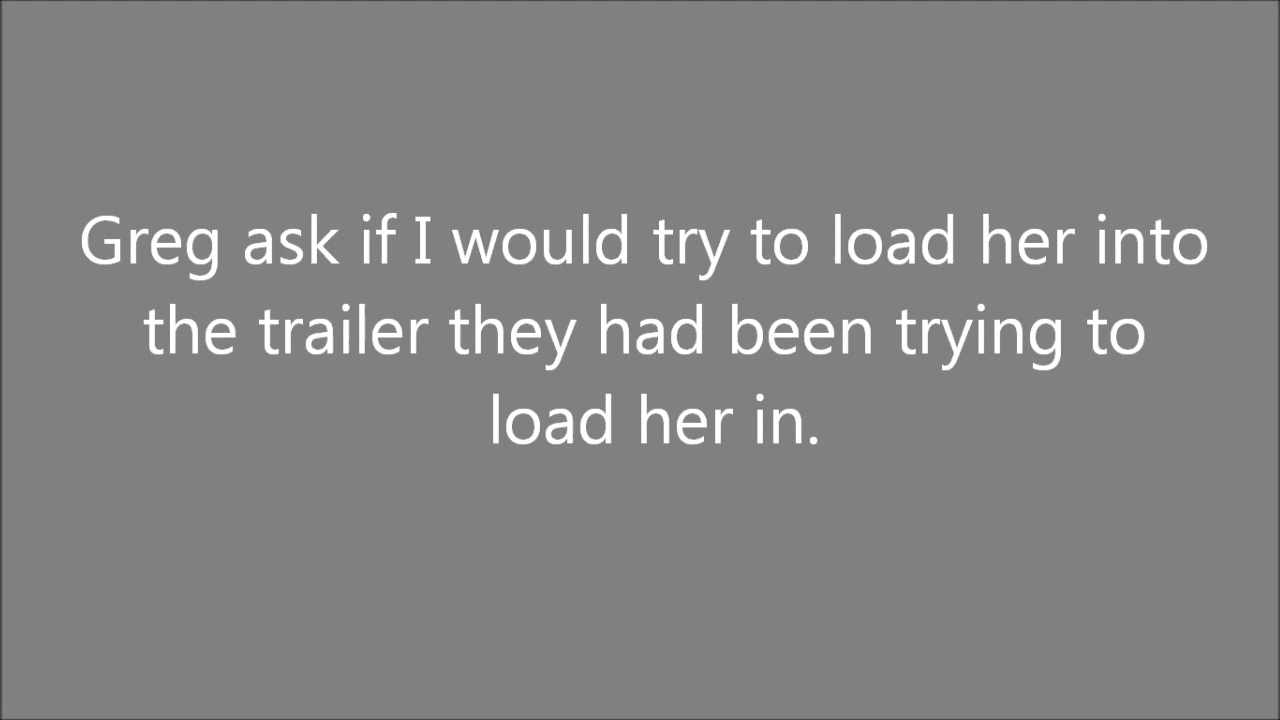 Greg ask if I would try to load her into
the trailer they had been trying to
load her in.